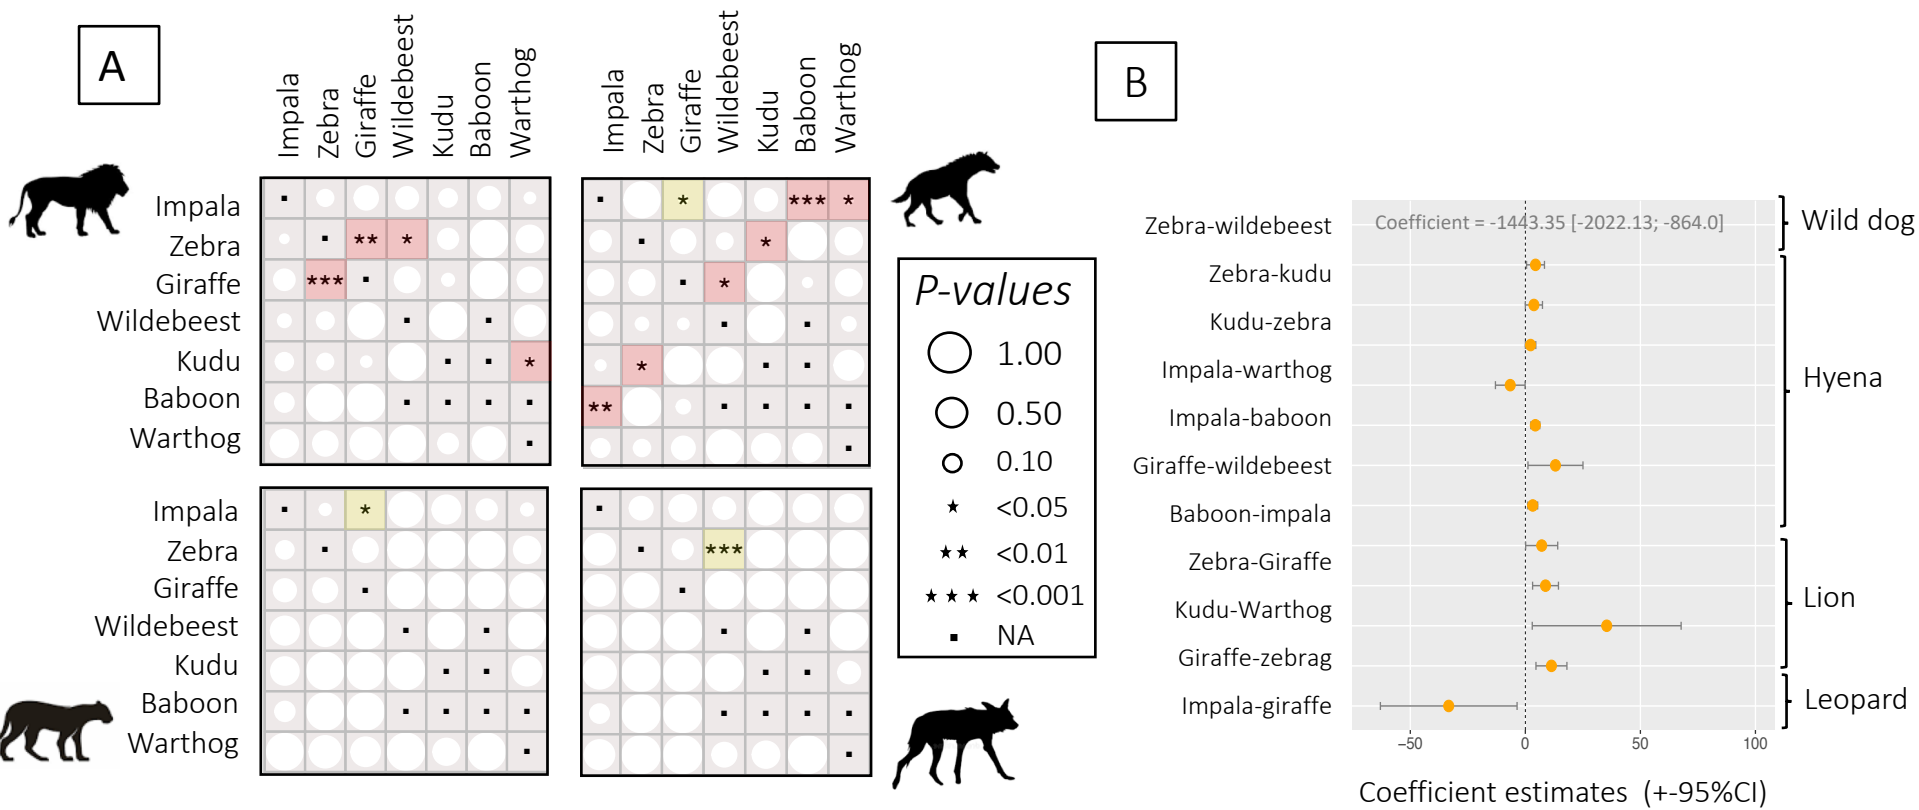 A
Impala
Zebra
Giraffe
Wildebeest
Kudu
Baboon
Warthog
Impala
Zebra
Giraffe
Wildebeest
Kudu
Baboon
Warthog
Impala
Zebra ** *
Giraffe ***
Wildebeest
Kudu *
Baboon
Warthog
* *** *
*
*
*
**
Impala *
Zebra ***
Giraffe
Wildebeest
Kudu
Baboon
Warthog
P-values
1.00
0.50
0.10
★ <0.05
★★ <0.01
★★★ <0.001
▪ NA
B
Zebra-wildebeest
Coefficient = -1443.35 [-2022.13; -864.0]
Wild dog
Zebra-kudu
Kudu-zebra
Impala-warthog
Hyena
Impala-baboon
Giraffe-wildebeest
Baboon-impala
Zebra-Giraffe
Kudu-Warthog
Lion
Giraffe-zebrag
Impala-giraffe
Leopard
−50 0 50 100
Coefficient estimates (+-95%CI)